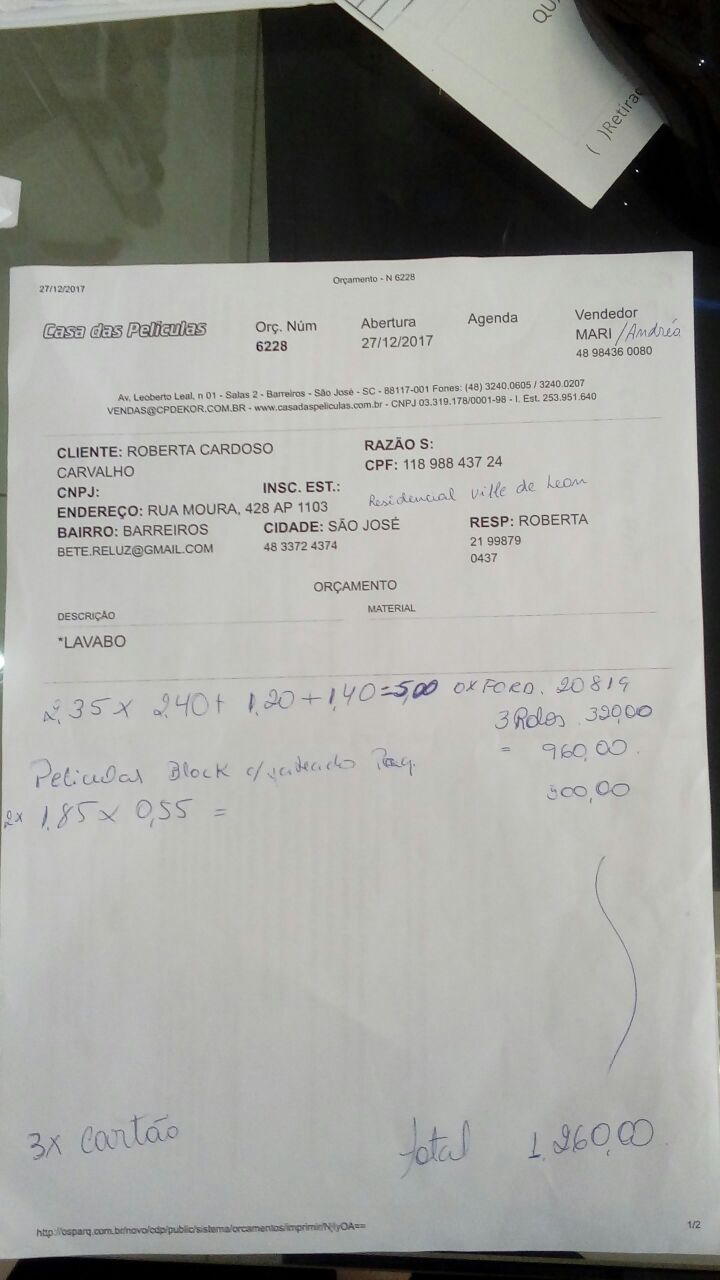 QU
( )Retirad
27/12/2017
Orçamento - N 6228
Casa das Películas
Orç. Núm
6228
Abertura
27/12/2017
Agenda
Vendedor
MARI /Andréa
48 98436 0080
Av. Leoberto Leal, n 01 - Salas 2 - Barreiros - São José - SC - 88117-001 Fones: (48) 3240.0605 / 3240.0207
VENDAS@CPDEKOR.COM.BR - www.casadaspeliculas.com.br - CNPJ 03.319.178/0001-98 - I. Est. 253.951.640
CLIENTE: ROBERTA CARDOSO CARVALHO
RAZÃO S:
CPF: 118 988 437 24
CNPJ:
INSC. EST.:
Residencial Ville de Leon
ENDEREÇO: RUA MOURA, 428 AP 1103
BAIRRO: BARREIROS
CIDADE: SÃO JOSÉ
RESP: ROBERTA
BETE.RELUZ@GMAIL.COM
48 3372 4374
21 99879 0437
ORÇAMENTO
DESCRIÇÃO
MATERIAL
*LAVABO
2,35 x 2,40 + 1,20 + 1,40 = 5,00 OXFORD. 20819
3 Rolos 320,00
= 960,00
Peliculas Block c/
300,00
2x 1,85 x 0,55 =
3x cartão
total 1.260,00
http://osparq.com.br/novo/cdp/public/sistema/orcamentos/imprimir/NjIyOA==
1/2